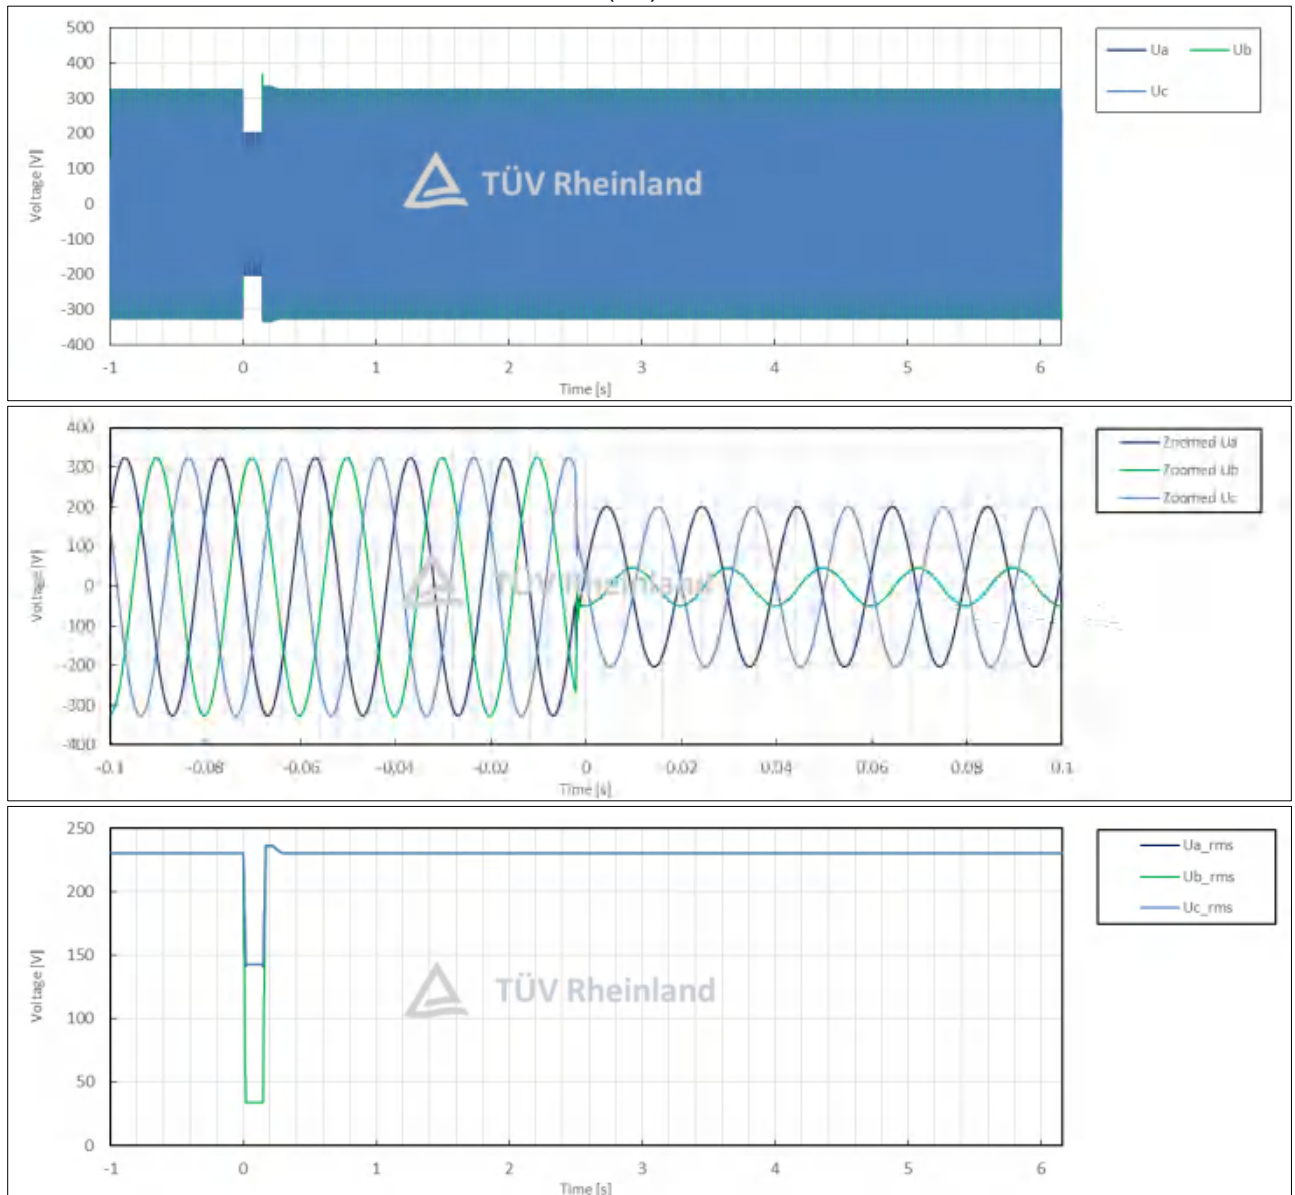 500
400
300
200
100
0
-100
-200
-300
-400
Voltage [V]
-1 0 1 2 3 4 5 6
Time [s]
Ua Ub
Uc
TÜV Rheinland
400
300
200
100
0
-100
-200
-300
-400
Voltage [V]
-0.1 -0.08 -0.06 -0.04 -0.02 0 0.02 0.04 0.06 0.08 0.1
Time [s]
Zoomed Ua
Zoomed Ub
Zoomed Uc
TÜV Rheinland
250
200
150
100
50
0
Voltage [V]
-1 0 1 2 3 4 5 6
Time [s]
Ua_rms
Ub_rms
Uc_rms
TÜV Rheinland